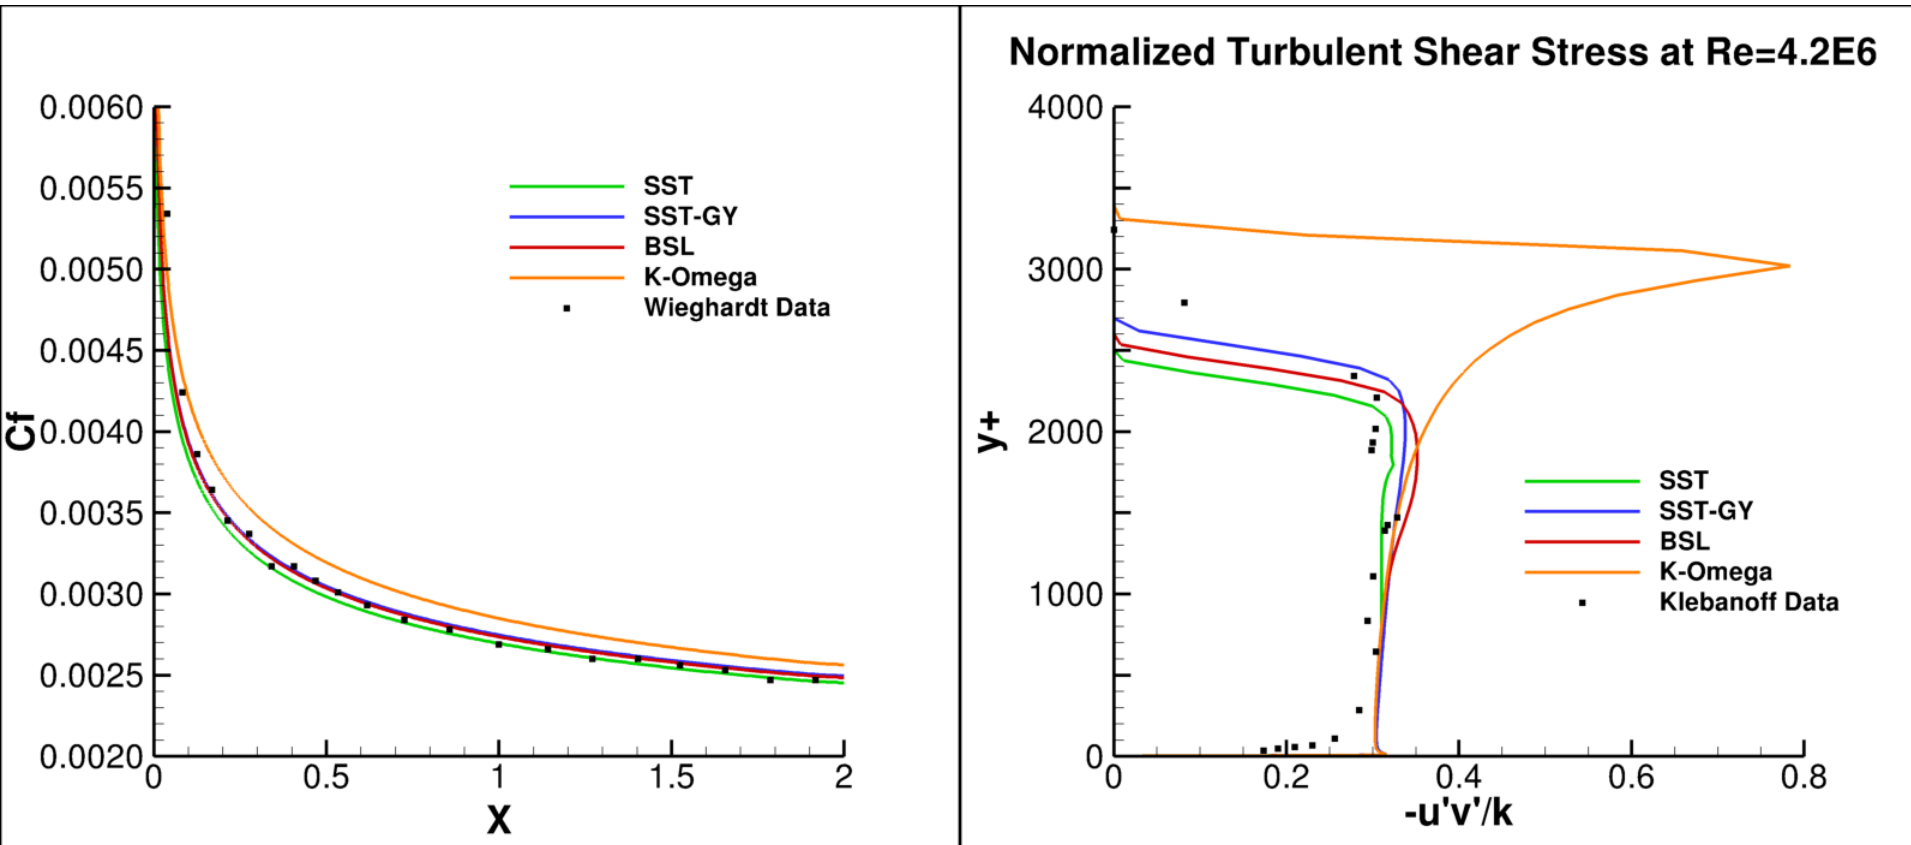 0.0060
0.0055
0.0050
0.0045
0.0040
0.0035
0.0030
0.0025
0.0020
Cf
SST
SST-GY
BSL
K-Omega
Wieghardt Data
0 0.5 1 1.5 2
X
Normalized Turbulent Shear Stress at Re=4.2E6
4000
3000
2000
1000
0
y+
SST
SST-GY
BSL
K-Omega
Klebanoff Data
0 0.2 0.4 0.6 0.8
-u'v'/k